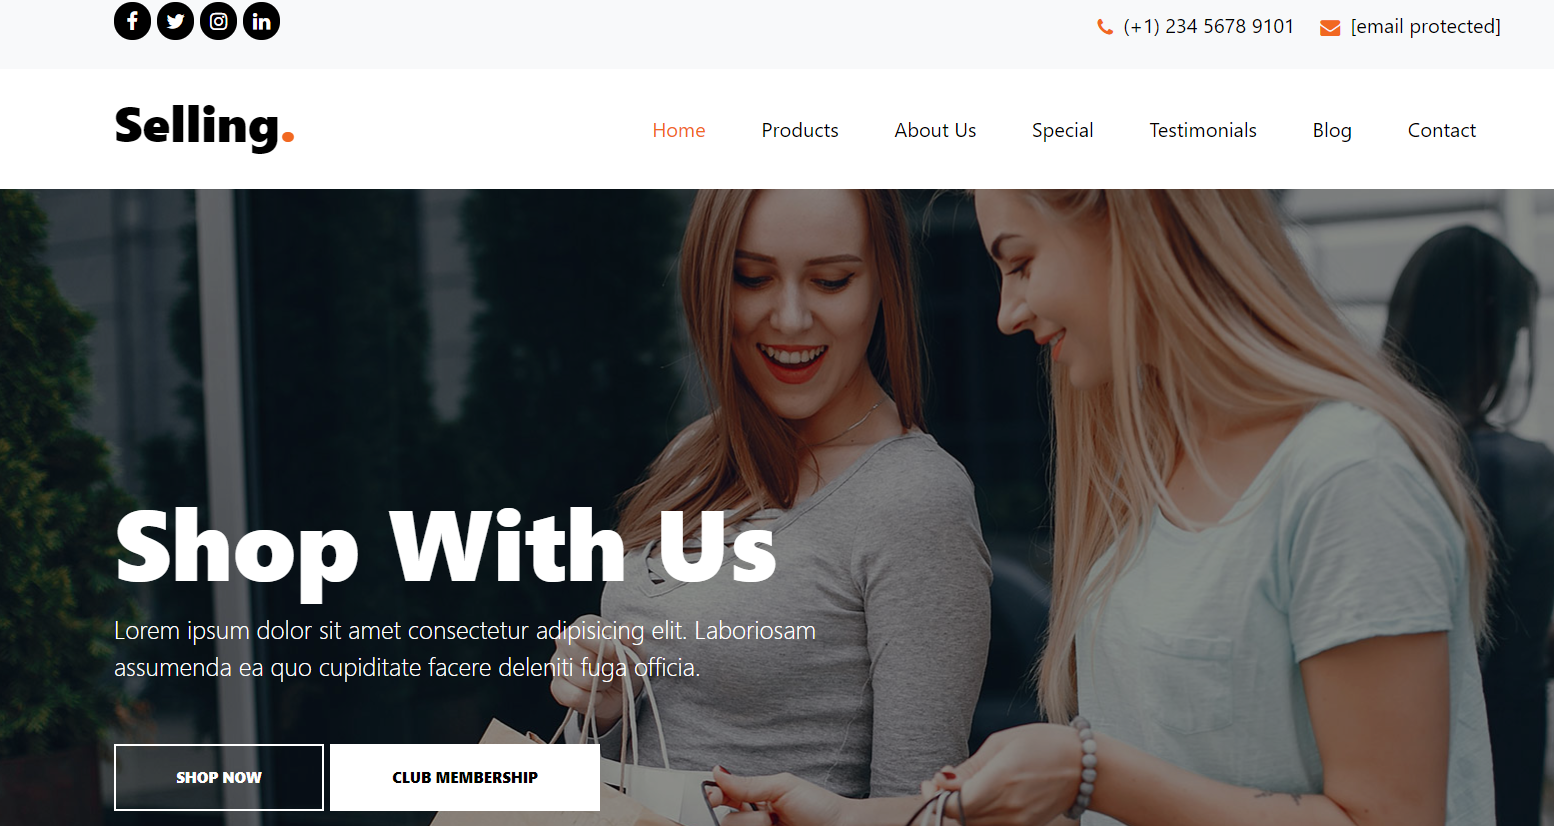 (+1) 234 5678 9101 [email protected]
Selling.
Home Products About Us Special Testimonials Blog Contact
Shop With Us
Lorem ipsum dolor sit amet consectetur adipisicing elit. Laboriosam
assumenda ea quo cupiditate facere deleniti fuga officia.
SHOP NOW CLUB MEMBERSHIP